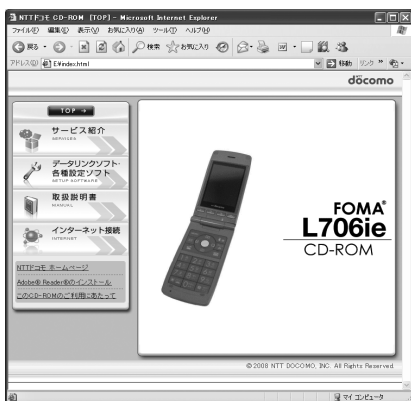 NTTドコモ CD-ROM [TOP] - Microsoft Internet Explorer
ファイル(F) 編集(E) 表示(V) お気に入り(A) ツール(T) ヘルプ(H)
戻る 検索 お気に入り
アドレス(D) E:¥index.html 移動 リンク »
döcomo
TOP →
サービス紹介
SERVICES
データリンクソフト・
各種設定ソフト
SETUP SOFTWARE
取扱説明書
MANUAL
インターネット接続
INTERNET
NTTドコモ ホームページ
Adobe® Reader®のインストール
このCD-ROMのご利用にあたって
FOMA®
L706ie
CD-ROM
© 2008 NTT DOCOMO, INC. All Rights Reserved.
マイ コンピュータ